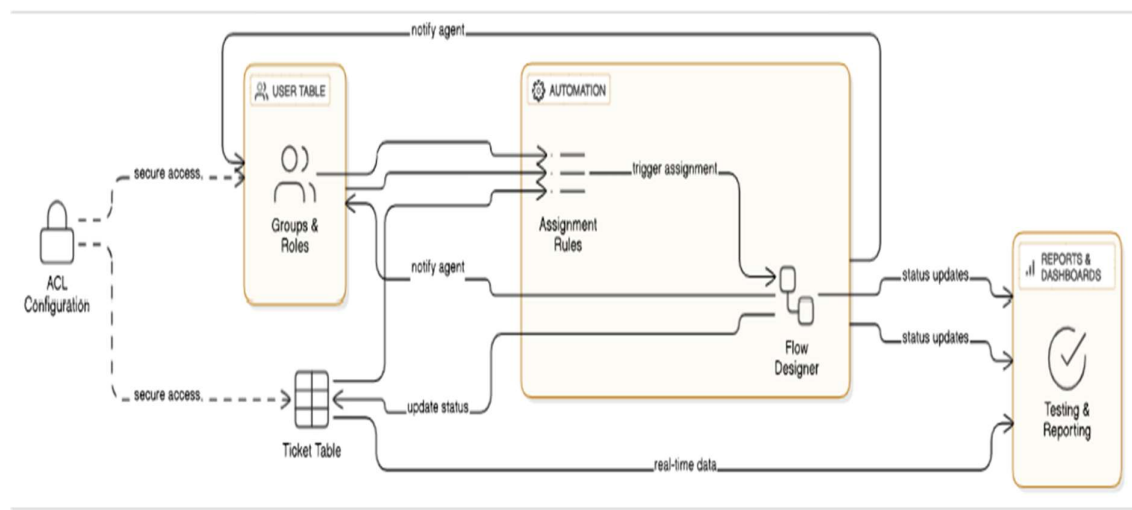 notify agent
USER TABLE
AUTOMATION
secure access
trigger assignment
Groups &
Roles
Assignment
Rules
ACL
Configuration
notify agent
REPORTS &
DASHBOARDS
status updates
Flow
Designer
status updates
secure access
update status
Testing &
Reporting
Ticket Table
real-time data